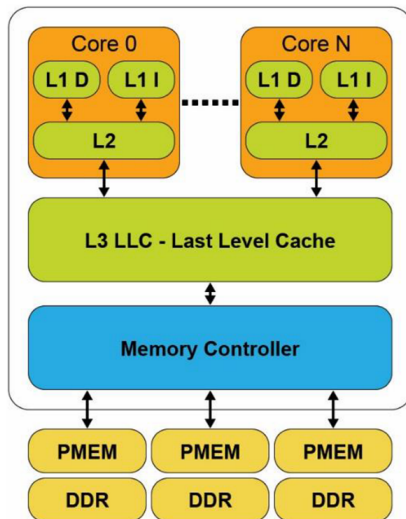 Core 0
Core N
L1 D
L1 I
L1 D
L1 I
L2
L2
L3 LLC - Last Level Cache
Memory Controller
PMEM
PMEM
PMEM
DDR
DDR
DDR